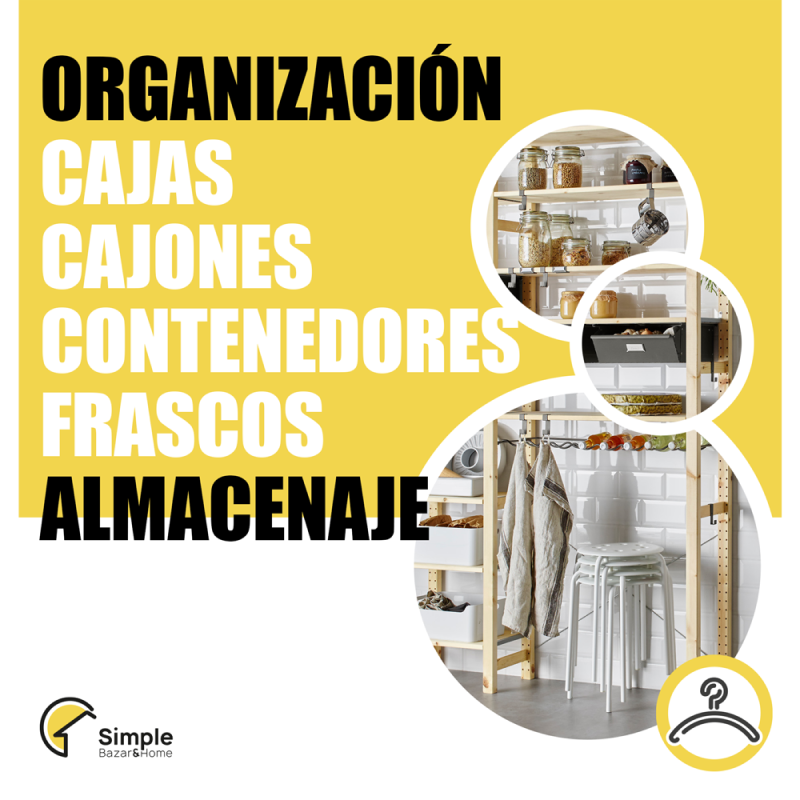 ORGANIZACIÓN
CAJAS
CAJONES
CONTENEDORES
FRASCOS
ALMACENAJE
Simple
Bazar&Home